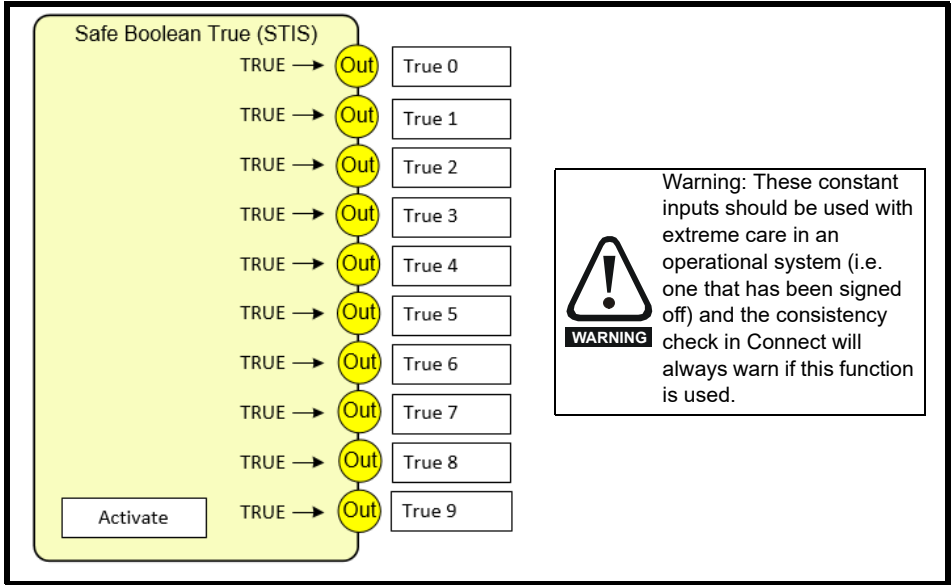 Safe Boolean True (STIS)
TRUE Out True 0
TRUE Out True 1
TRUE Out True 2
TRUE Out True 3
TRUE Out True 4
TRUE Out True 5
TRUE Out True 6
TRUE Out True 7
TRUE Out True 8
Activate TRUE Out True 9
Warning: These constant
inputs should be used with
extreme care in an
operational system (i.e.
one that has been signed
off) and the consistency
check in Connect will
always warn if this function
is used.
!
WARNING